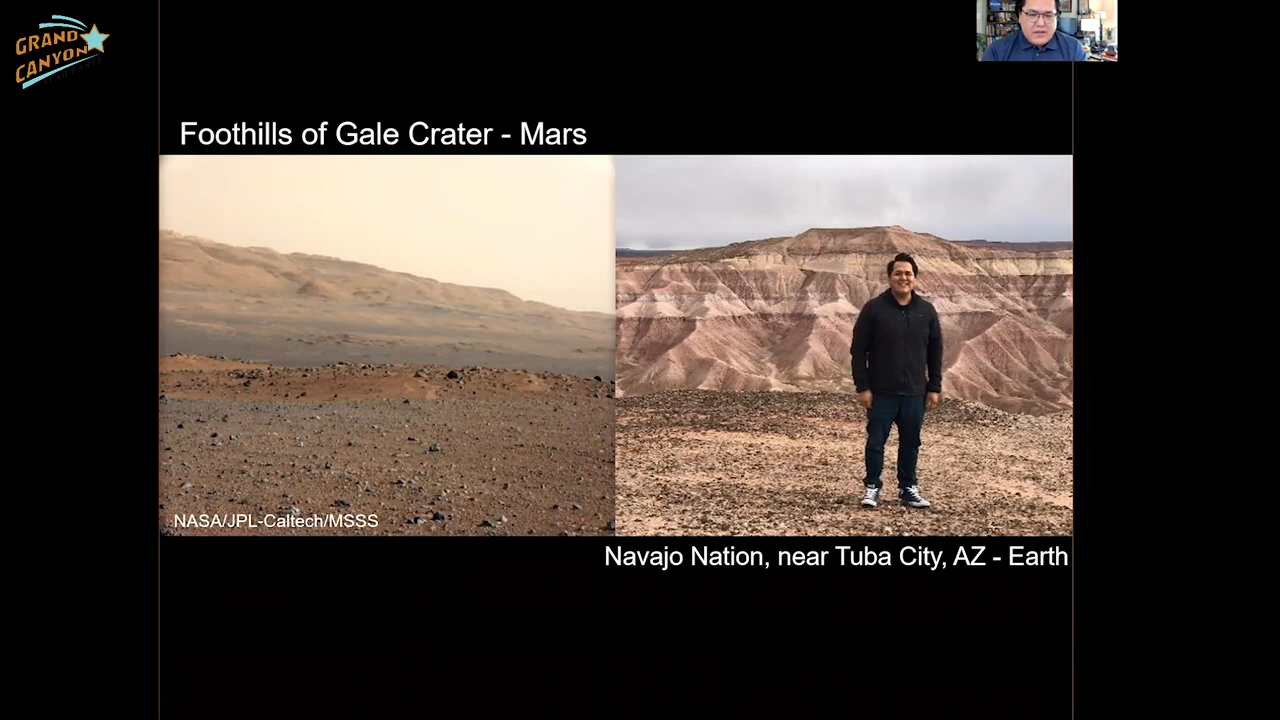 GRAND
CANYON
Foothills of Gale Crater - Mars
NASA/JPL-Caltech/MSSS
Navajo Nation, near Tuba City, AZ - Earth